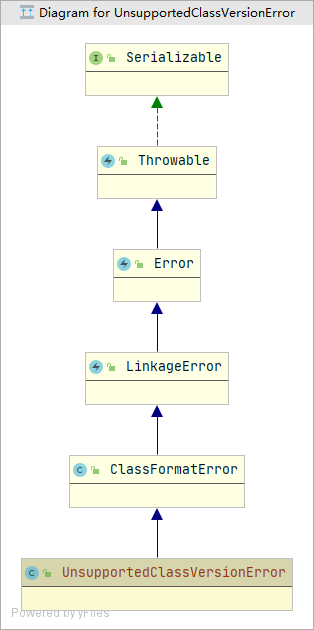 Diagram for UnsupportedClassVersionError
I Serializable
Throwable
Error
LinkageError
C ClassFormatError
C UnsupportedClassVersionError
Powered by yFiles